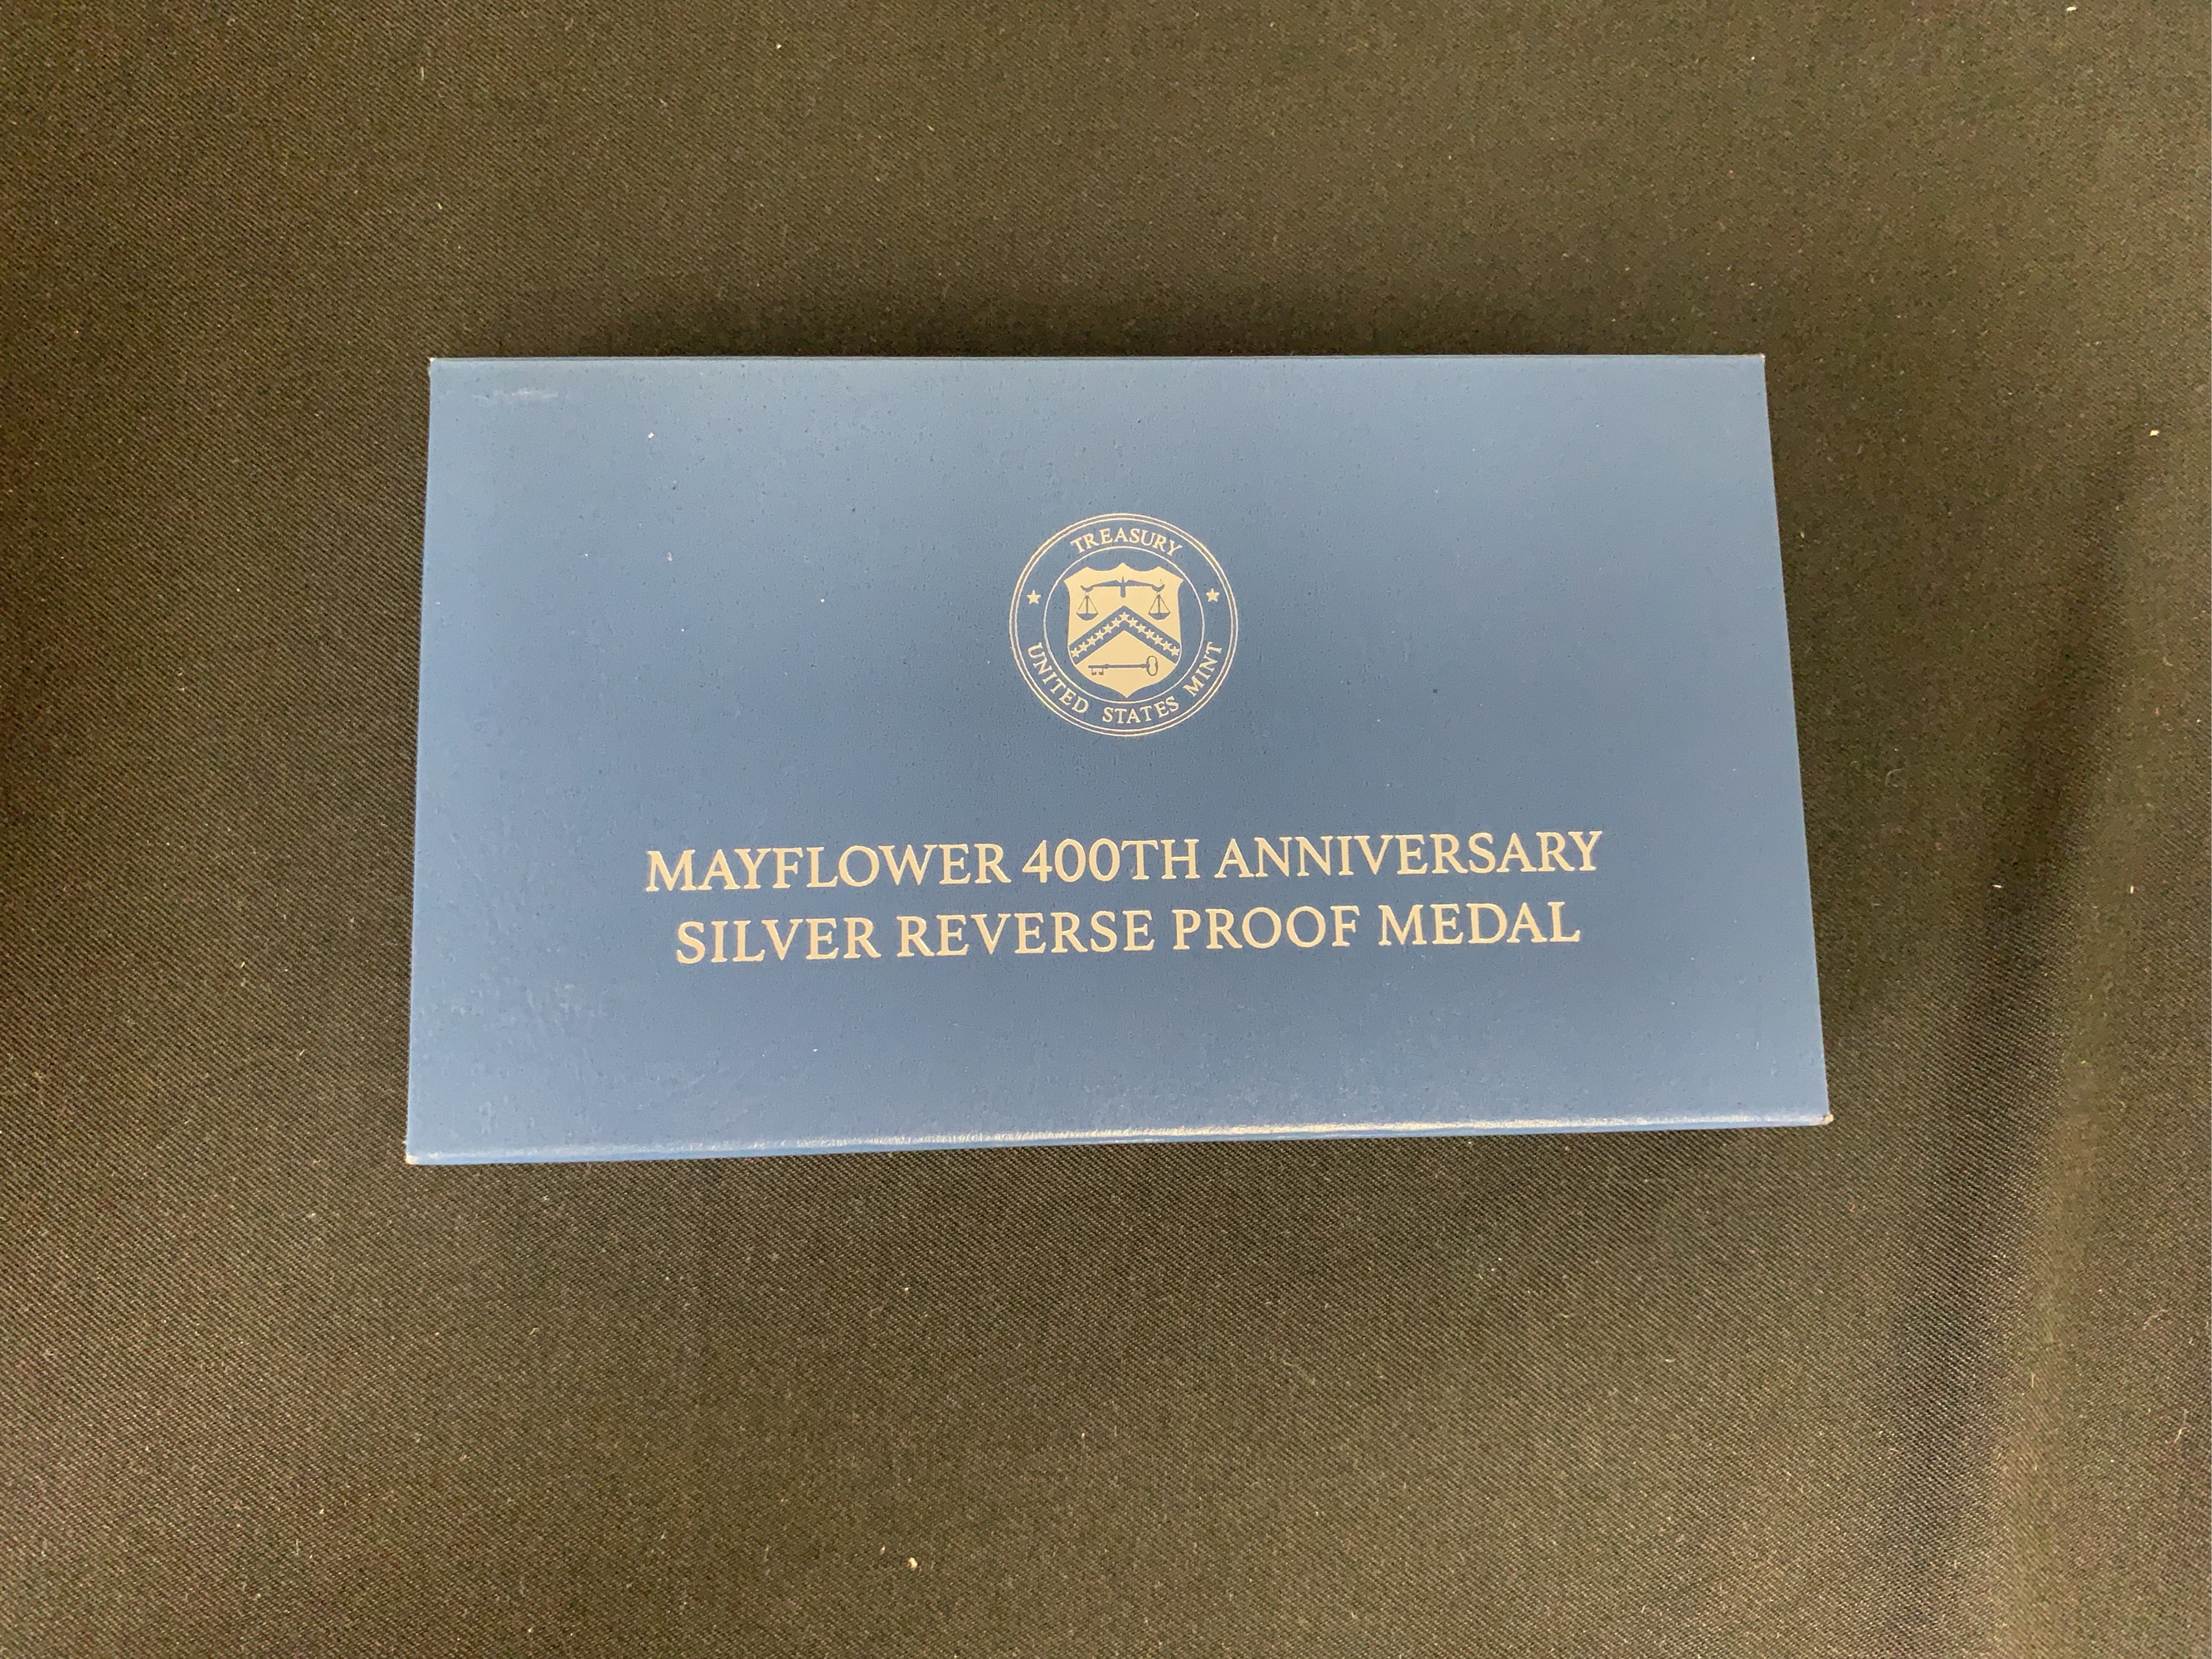 TREASURY
UNITED STATES MINT
MAYFLOWER 400TH ANNIVERSARY
SILVER REVERSE PROOF MEDAL